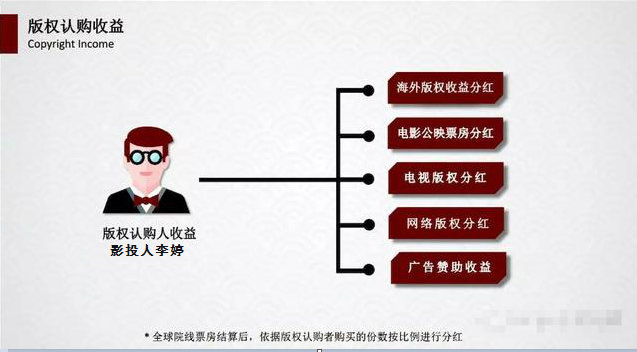 版权认购收益
Copyright Income
海外版权收益分红
电影公映票房分红
电视版权分红
网络版权分红
广告赞助收益
版权认购人收益
影投人李婷
*全球院线票房结算后，依据版权认购者购买的份数按比例进行分红